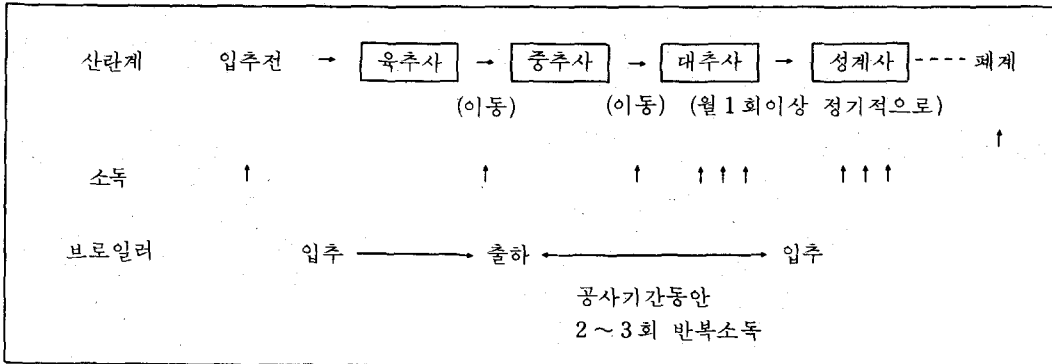 산란계 입추전 → 육추사 → 중추사 → 대추사 → 성계사 ---- 폐계
(이동) (이동) (월 1 회이상 정기적으로)
↑
소독 ↑ ↑ ↑ ↑ ↑ ↑ ↑ ↑ ↑
브로일러 입추 → 출하 ↔ 입추
공사기간동안
2 ~ 3 회 반복소독